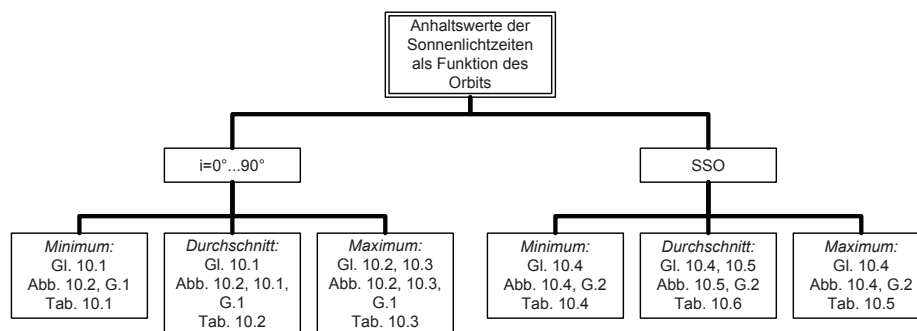 Anhaltswerte der
Sonnenlichtzeiten
als Funktion des
Orbits
i=0°...90°
SSO
Minimum:
Gl. 10.1
Abb. 10.2, G.1
Tab. 10.1
Durchschnitt:
Gl. 10.1
Abb. 10.2, 10.1,
G.1
Tab. 10.2
Maximum:
Gl. 10.2, 10.3
Abb. 10.2, 10.3,
G.1
Tab. 10.3
Minimum:
Gl. 10.4
Abb. 10.4, G.2
Tab. 10.4
Durchschnitt:
Gl. 10.4, 10.5
Abb. 10.5, G.2
Tab. 10.6
Maximum:
Gl. 10.4
Abb. 10.4, G.2
Tab. 10.5